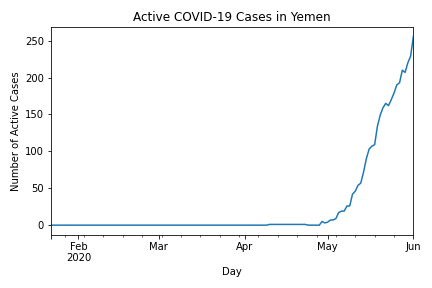 Active COVID-19 Cases in Yemen
250
200
150
100
50
0
Number of Active Cases
Feb
2020
Mar
Apr
May
Jun
Day